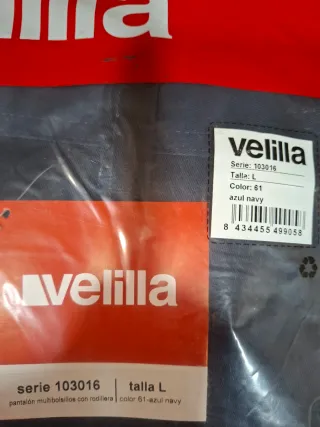 velilla
Serie: 103016
Talla: L
Color: 61
azul navy
8 434455 499058
velilla
serie 103016 | talla L
pantalón multibolsillos con rodillera | color 61-azul navy